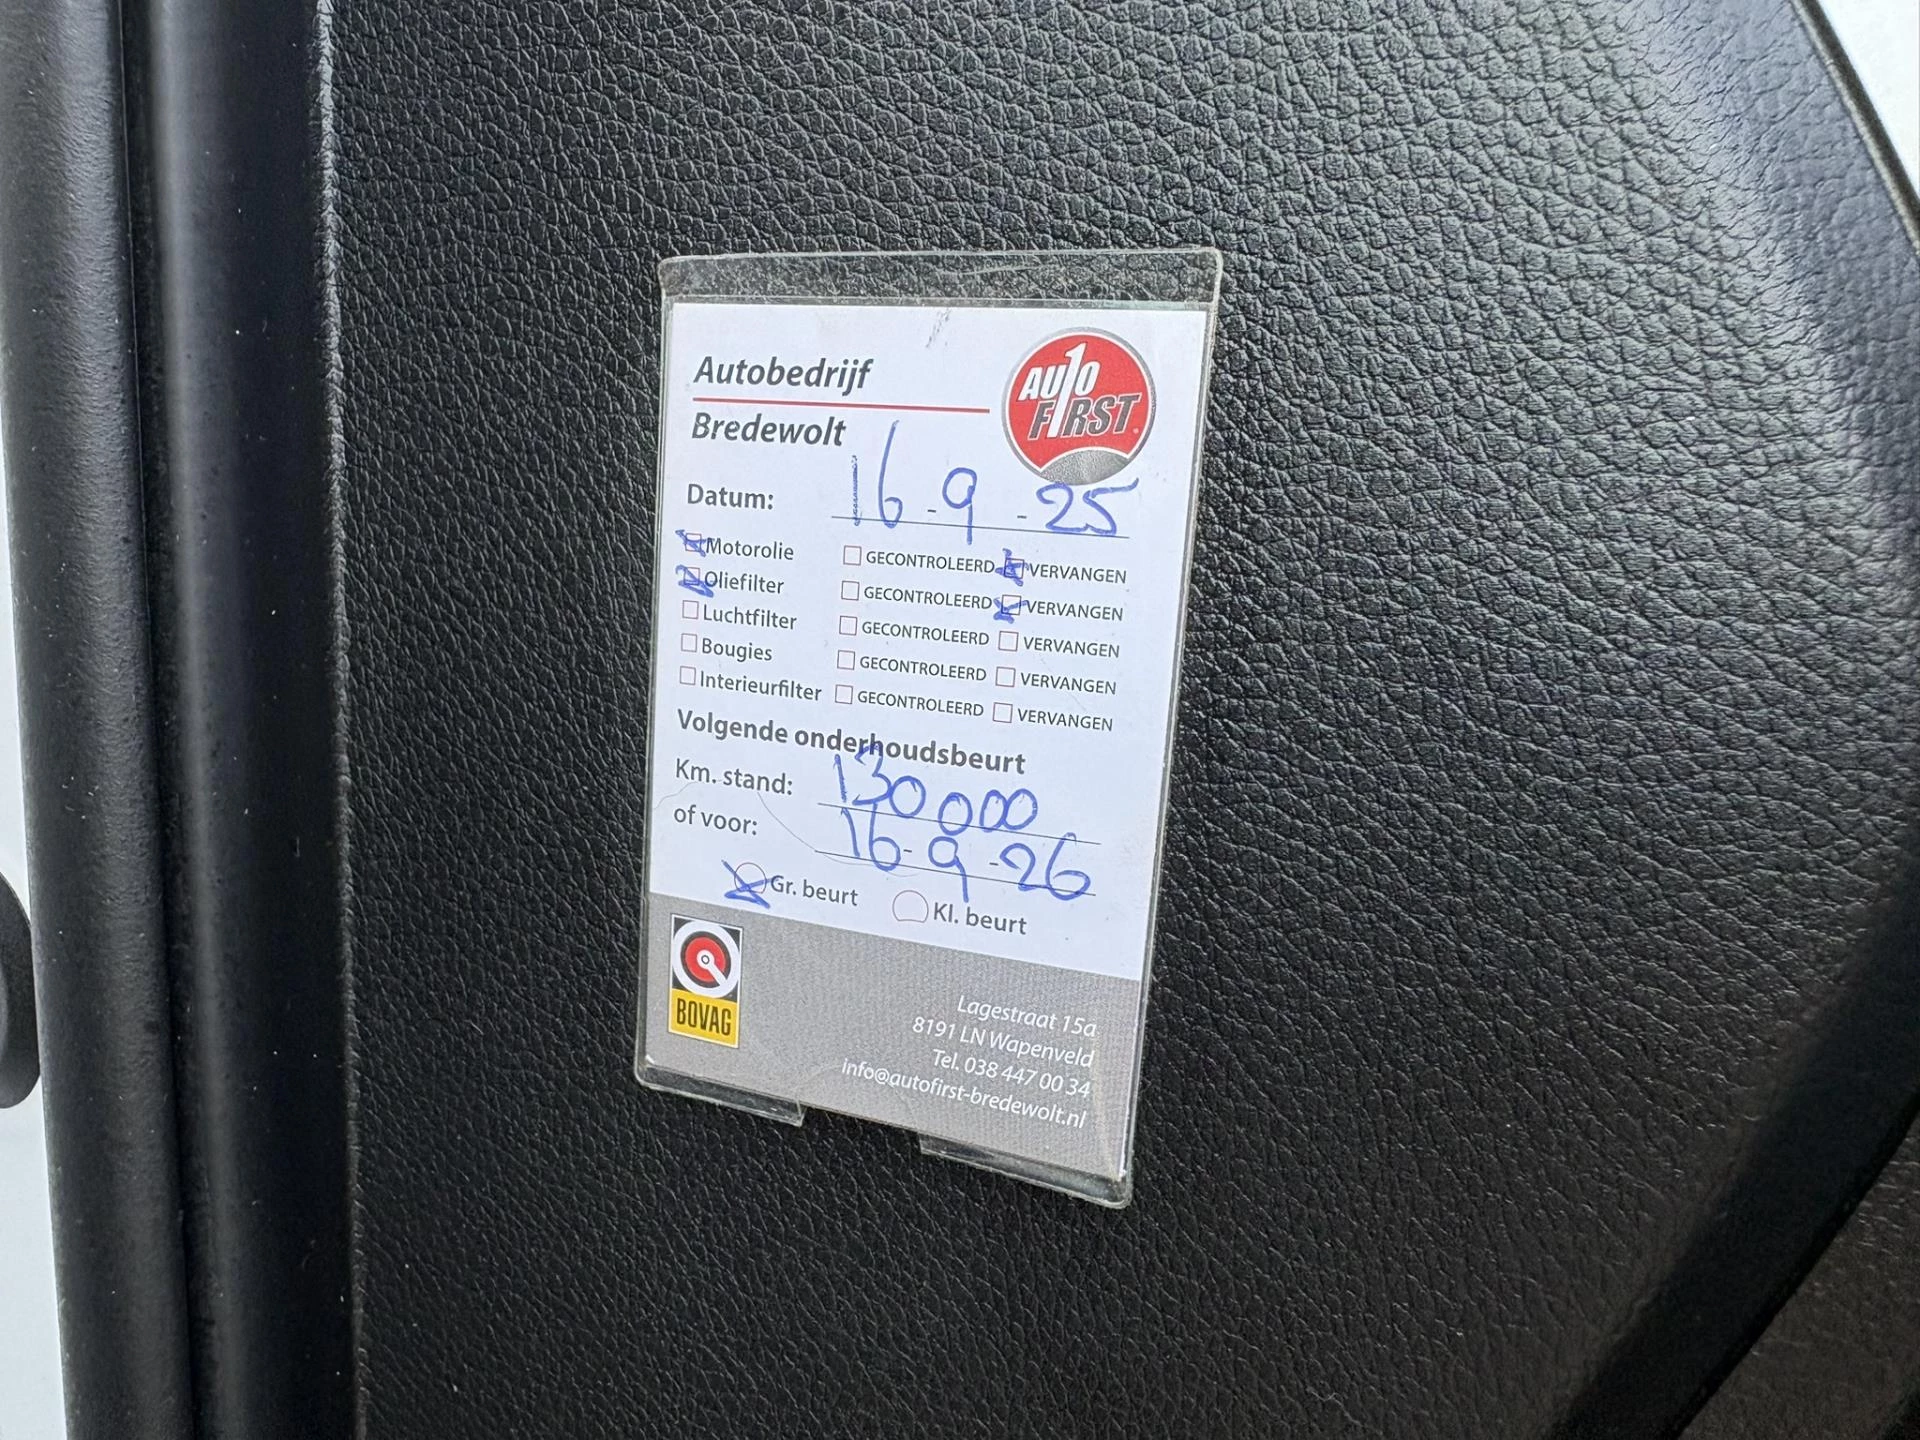 Autobedrijf
Bredewolt
AUTO
FIRST
Datum: 16-9-25
Motorolie GECONTROLEERD VERVANGEN
Oliefilter GECONTROLEERD VERVANGEN
Luchtfilter GECONTROLEERD VERVANGEN
Bougies GECONTROLEERD VERVANGEN
Interieurfilter GECONTROLEERD VERVANGEN
Volgende onderhoudsbeurt
Km. stand: 130 000
of voor: 16-9-26
Gr. beurt Kl. beurt
BOVAG
Lagestraat 15a
8191 LN Wapenveld
Tel. 038 447 00 34
info@autofirst-bredewolt.nl